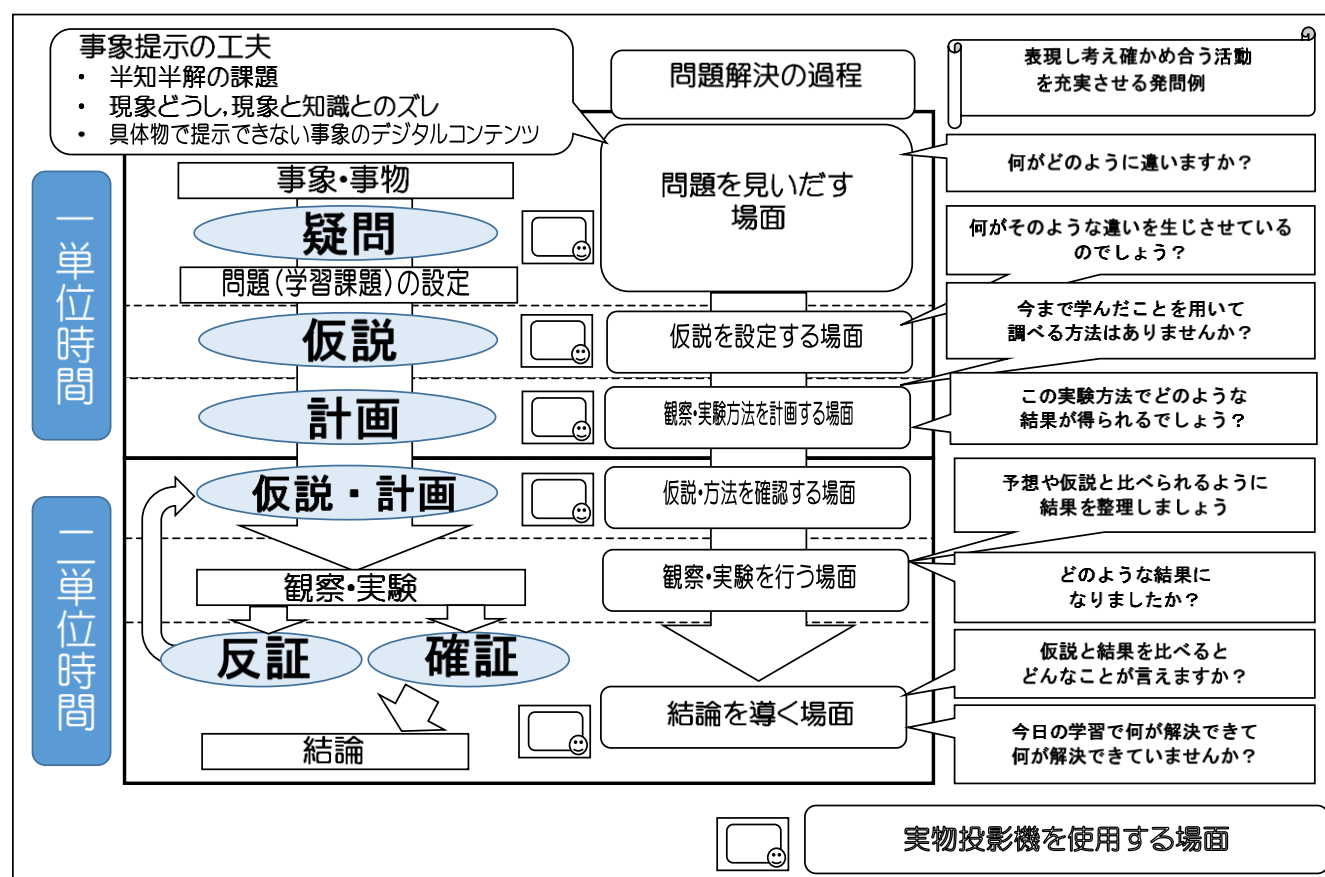 事象提示の工夫
・ 半知半解の課題
・ 現象どうし,現象と知識とのズレ
・ 具体物で提示できない事象のデジタルコンテンツ
問題解決の過程
表現し考え確かめ合う活動
を充実させる発問例
一単位時間
事象・事物
疑問
問題(学習課題)の設定
仮説
計画
問題を見いだす
場面
仮説を設定する場面
観察・実験方法を計画する場面
何がどのように違いますか？
何がそのような違いを生じさせている
のでしょう？
今まで学んだことを用いて
調べる方法はありませんか？
この実験方法でどのような
結果が得られるでしょう？
二単位時間
仮説・計画
観察・実験
反証
確証
結論
仮説・方法を確認する場面
観察・実験を行う場面
結論を導く場面
予想や仮説と比べられるように
結果を整理しましょう
どのような結果に
なりましたか？
仮説と結果を比べると
どんなことが言えますか？
今日の学習で何が解決できて
何が解決できていませんか？
実物投影機を使用する場面